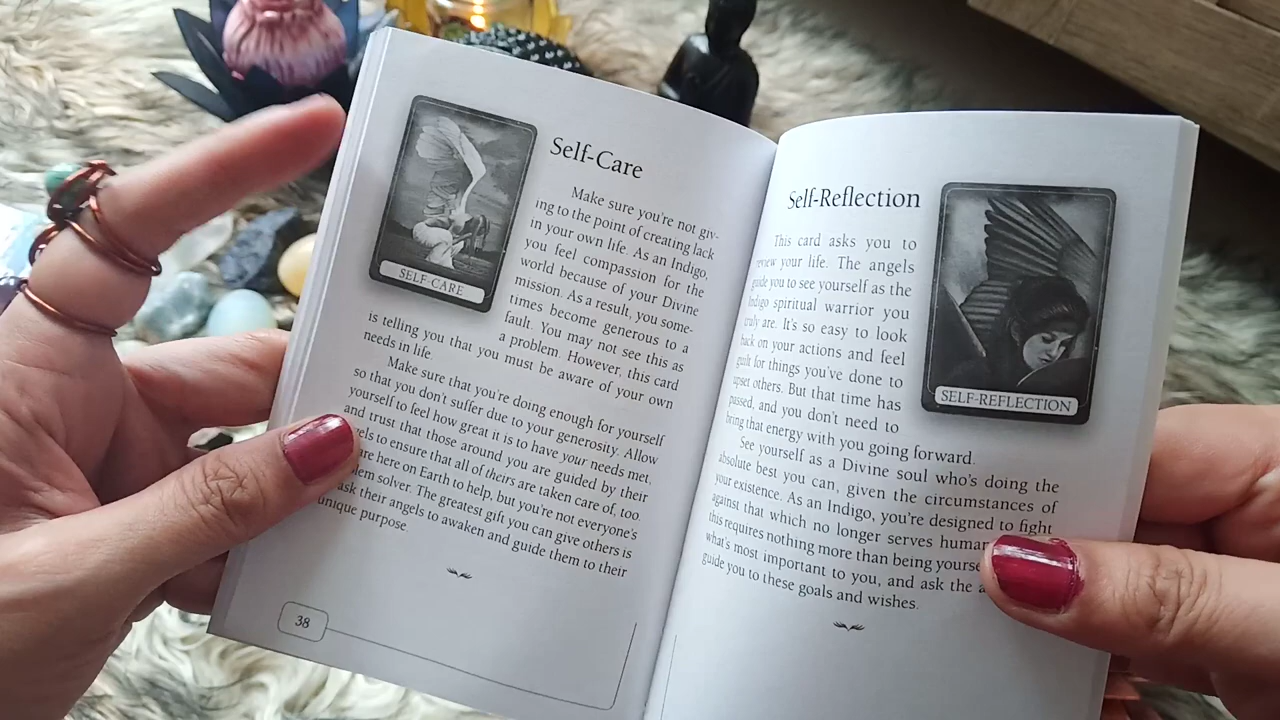 SELF-CARE
Self-Care
Make sure you're not giv-
ing to the point of creating lack
in your own life. As an Indigo,
you feel compassion for the
world because of your Divine
mission. As a result, you some-
times become generous to a
fault. You may not see this as
a problem. However, this card
is telling you that you must be aware of your own
needs in life.
Make sure that you're doing enough for yourself
so that you don't suffer due to your generosity. Allow
yourself to feel how great it is to have your needs met,
and trust that those around you are guided by their
to ensure that all of theirs are taken care of, too.
here on Earth to help, but you're not everyone's
solver. The greatest gift you can give others is
ask their angels to awaken and guide them to their
unique purpose.
38
Self-Reflection
This card asks you to
review your life. The angels
guide you to see yourself as the
Indigo spiritual warrior you
truly are. It's so easy to look
back on your actions and feel
guilt for things you've done to
upset others. But that time has
passed, and you don't need to
bring that energy with you going forward.
See yourself as a Divine soul who's doing the
absolute best you can, given the circumstances of
your existence. As an Indigo, you're designed to fight
against that which no longer serves
this requires nothing more than being
what's most important to you, and ask the
guide you to these goals and wishes.
SELF-REFLECTION